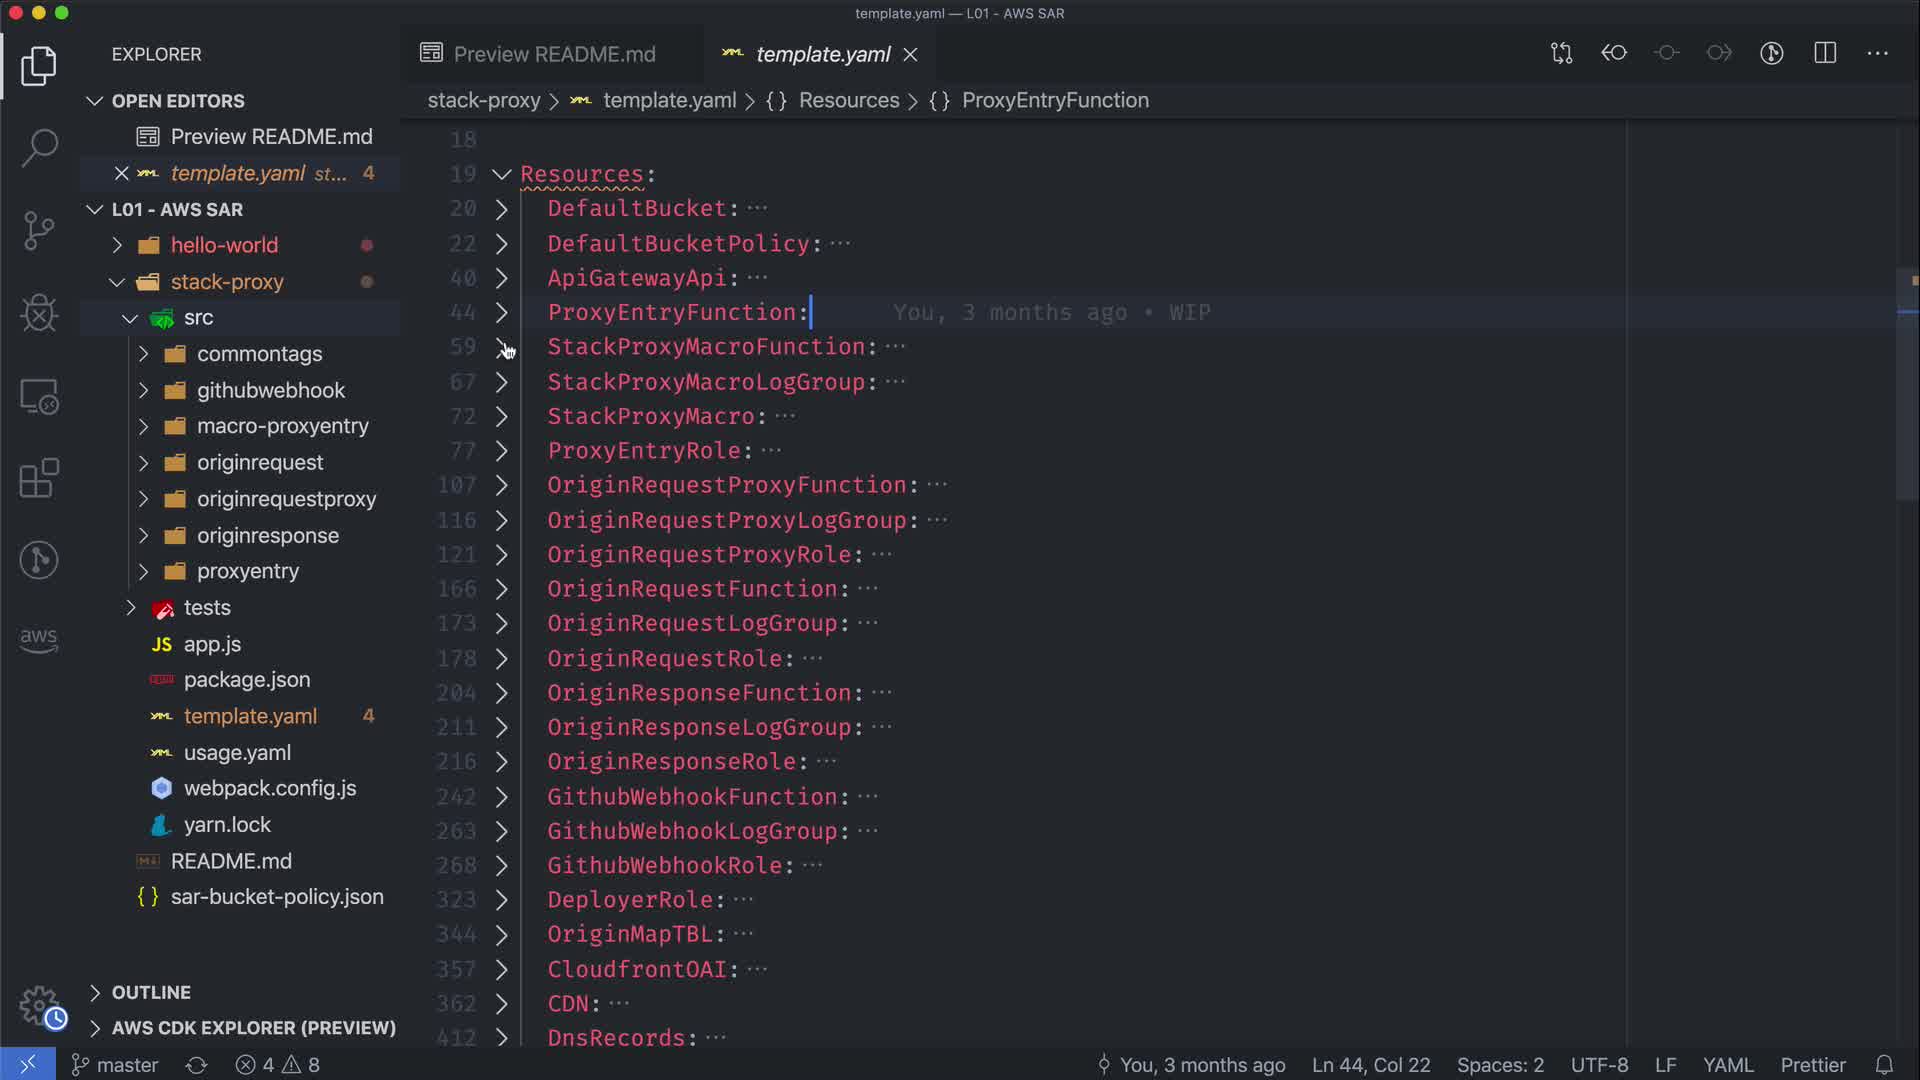 template.yaml — L01 - AWS SAR
EXPLORER
Preview README.md
template.yaml
OPEN EDITORS
stack-proxy > template.yaml > {} Resources > {} ProxyEntryFunction
Preview README.md
template.yaml st... 4
L01 - AWS SAR
hello-world
stack-proxy
src
commontags
githubwebhook
macro-proxyentry
originrequest
originrequestproxy
originresponse
proxyentry
tests
JS app.js
package.json
template.yaml 4
usage.yaml
webpack.config.js
yarn.lock
README.md
{} sar-bucket-policy.json
OUTLINE
AWS CDK EXPLORER (PREVIEW)
aws
18
19 Resources:
20 DefaultBucket: ...
22 DefaultBucketPolicy: ...
40 ApiGatewayApi: ...
44 ProxyEntryFunction: You, 3 months ago • WIP
59 StackProxyMacroFunction: ...
67 StackProxyMacroLogGroup: ...
72 StackProxyMacro: ...
77 ProxyEntryRole: ...
107 OriginRequestProxyFunction: ...
116 OriginRequestProxyLogGroup: ...
121 OriginRequestProxyRole: ...
166 OriginRequestFunction: ...
173 OriginRequestLogGroup: ...
178 OriginRequestRole: ...
204 OriginResponseFunction: ...
211 OriginResponseLogGroup: ...
216 OriginResponseRole: ...
242 GithubWebhookFunction: ...
263 GithubWebhookLogGroup: ...
268 GithubWebhookRole: ...
323 DeployerRole: ...
344 OriginMapTBL: ...
357 CloudfrontOAI: ...
362 CDN: ...
412 DnsRecords: ...
master 4 8 You, 3 months ago Ln 44, Col 22 Spaces: 2 UTF-8 LF YAML Prettier